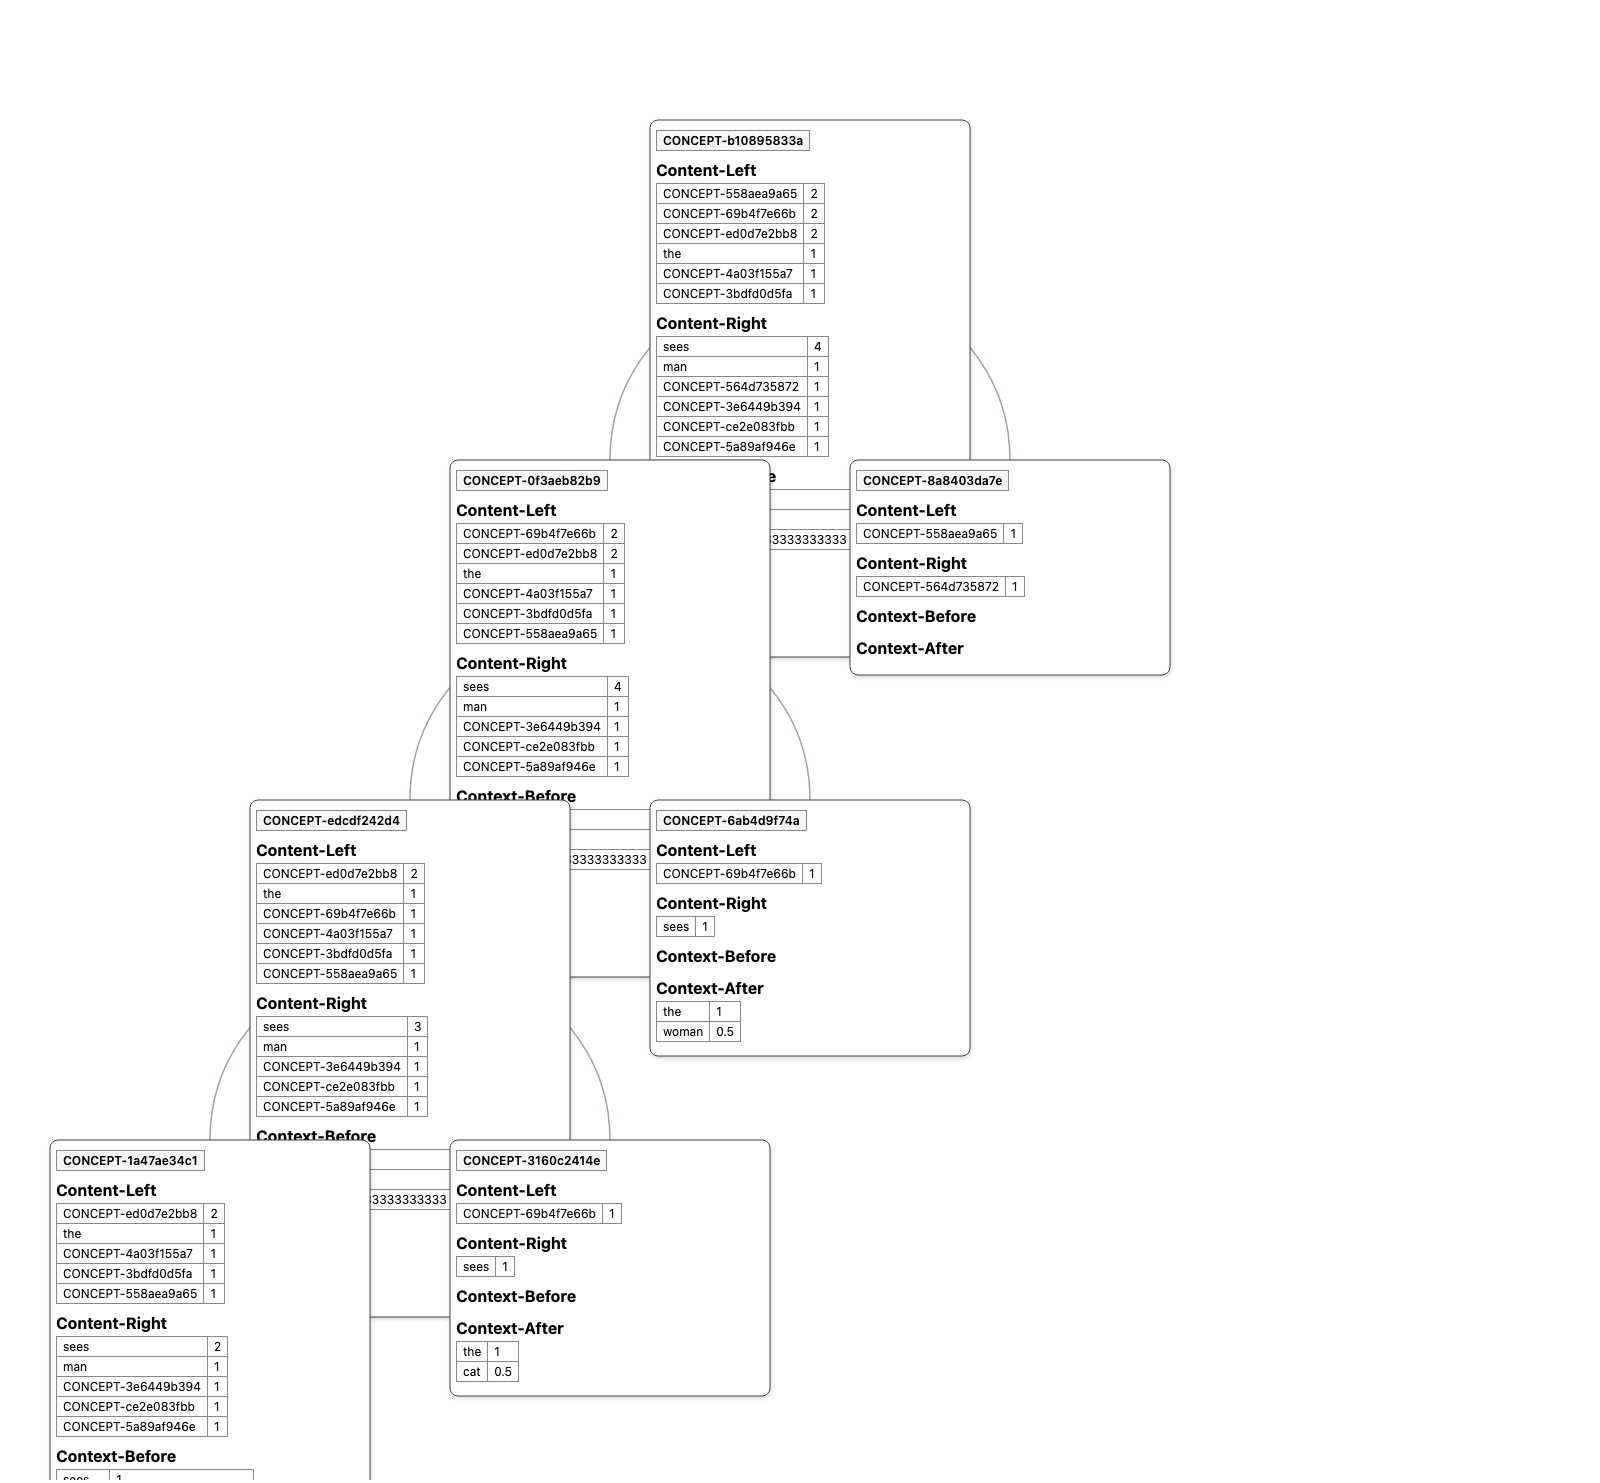 CONCEPT-b10895833a
Content-Left
CONCEPT-558aea9a65 2
CONCEPT-69b4f7e66b 2
CONCEPT-ed0d7e2bb8 2
the 1
CONCEPT-4a03f155a7 1
CONCEPT-3bdfd0d5fa 1
Content-Right
sees 4
man 1
CONCEPT-564d735872 1
CONCEPT-3e6449b394 1
CONCEPT-ce2e083fbb 1
CONCEPT-5a89af946e 1
CONCEPT-0f3aeb82b9
Content-Left
CONCEPT-69b4f7e66b 2
CONCEPT-ed0d7e2bb8 2
the 1
CONCEPT-4a03f155a7 1
CONCEPT-3bdfd0d5fa 1
CONCEPT-558aea9a65 1
Content-Right
sees 4
man 1
CONCEPT-3e6449b394 1
CONCEPT-ce2e083fbb 1
CONCEPT-5a89af946e 1
Context-Before
CONCEPT-8a8403da7e
Content-Left
CONCEPT-558aea9a65 1
Content-Right
CONCEPT-564d735872 1
Context-Before
Context-After
CONCEPT-edcdf242d4
Content-Left
CONCEPT-ed0d7e2bb8 2
the 1
CONCEPT-69b4f7e66b 1
CONCEPT-4a03f155a7 1
CONCEPT-3bdfd0d5fa 1
CONCEPT-558aea9a65 1
Content-Right
sees 3
man 1
CONCEPT-3e6449b394 1
CONCEPT-ce2e083fbb 1
CONCEPT-5a89af946e 1
Context-Before
CONCEPT-6ab4d9f74a
Content-Left
CONCEPT-69b4f7e66b 1
Content-Right
sees 1
Context-Before
Context-After
the 1
woman 0.5
CONCEPT-1a47ae34c1
Content-Left
CONCEPT-ed0d7e2bb8 2
the 1
CONCEPT-4a03f155a7 1
CONCEPT-3bdfd0d5fa 1
CONCEPT-558aea9a65 1
Content-Right
sees 2
man 1
CONCEPT-3e6449b394 1
CONCEPT-ce2e083fbb 1
CONCEPT-5a89af946e 1
Context-Before
sees 1
CONCEPT-3160c2414e
Content-Left
CONCEPT-69b4f7e66b 1
Content-Right
sees 1
Context-Before
Context-After
the 1
cat 0.5